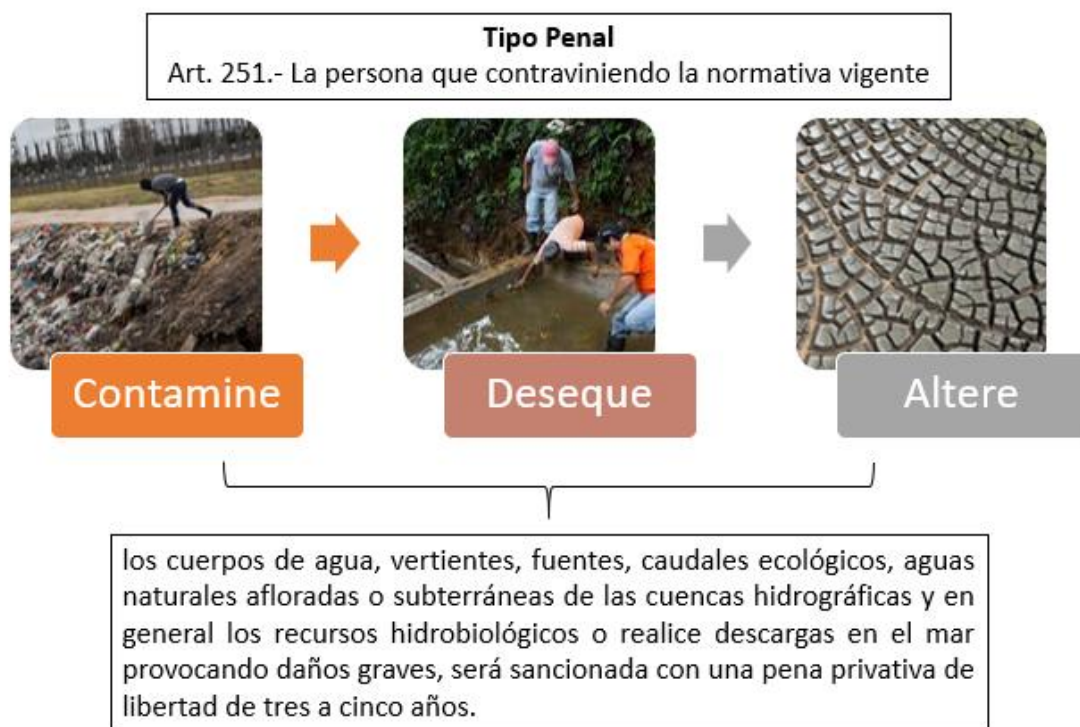 Tipo Penal
Art. 251.- La persona que contraviniendo la normativa vigente
Contamine
Deseque
Altere
los cuerpos de agua, vertientes, fuentes, caudales ecológicos, aguas
naturales afloradas o subterráneas de las cuencas hidrográficas y en
general los recursos hidrobiológicos o realice descargas en el mar
provocando daños graves, será sancionada con una pena privativa de
libertad de tres a cinco años.